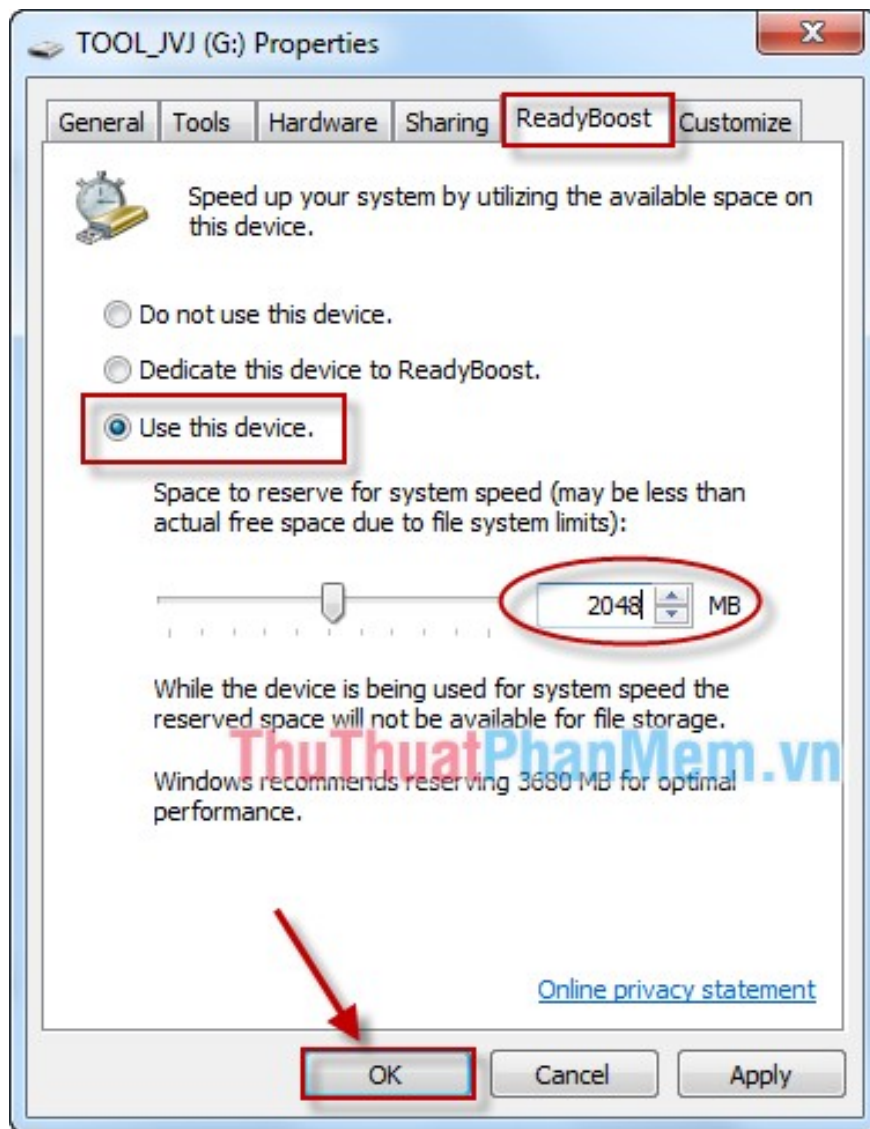 TOOL_JVJ (G:) Properties
General Tools Hardware Sharing ReadyBoost Customize
Speed up your system by utilizing the available space on
this device.
Do not use this device.
Dedicate this device to ReadyBoost.
Use this device.
Space to reserve for system speed (may be less than
actual free space due to file system limits):
2048 MB
While the device is being used for system speed the
reserved space will not be available for file storage.
ThuThuatPhanMem.vn
Windows recommends reserving 3680 MB for optimal
performance.
Online privacy statement
OK Cancel Apply